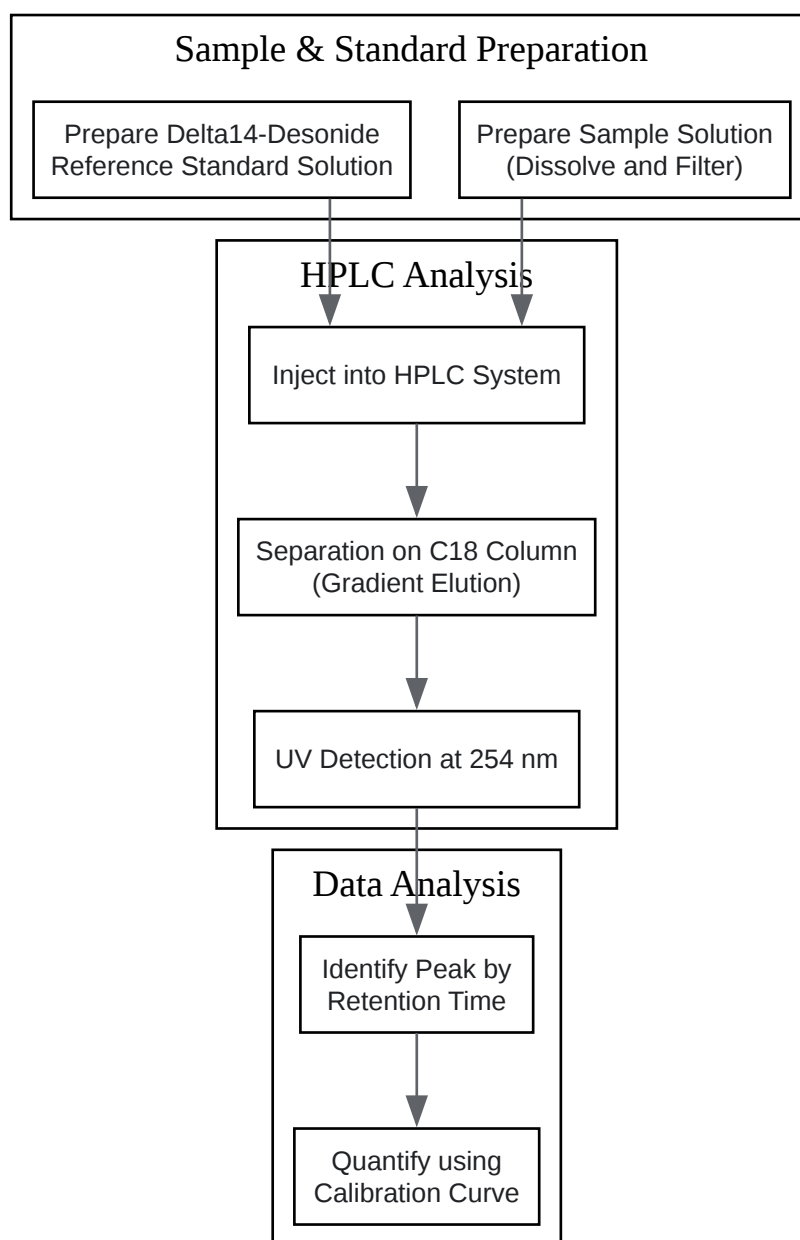 Sample & Standard Preparation
Prepare Delta14-Desonide
Reference Standard Solution
Prepare Sample Solution
(Dissolve and Filter)
HPLC Analysis
Inject into HPLC System
Separation on C18 Column
(Gradient Elution)
UV Detection at 254 nm
Data Analysis
Identify Peak by
Retention Time
Quantify using
Calibration Curve